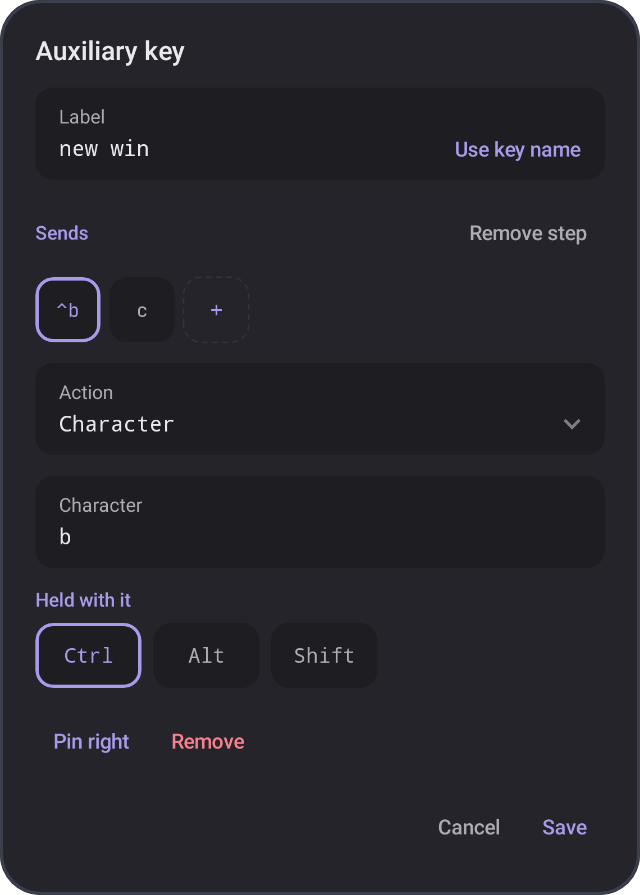 Auxiliary key
Label
new win
Use key name
Sends
Remove step
^b c +
Action
Character
Character
b
Held with it
Ctrl Alt Shift
Pin right Remove
Cancel Save